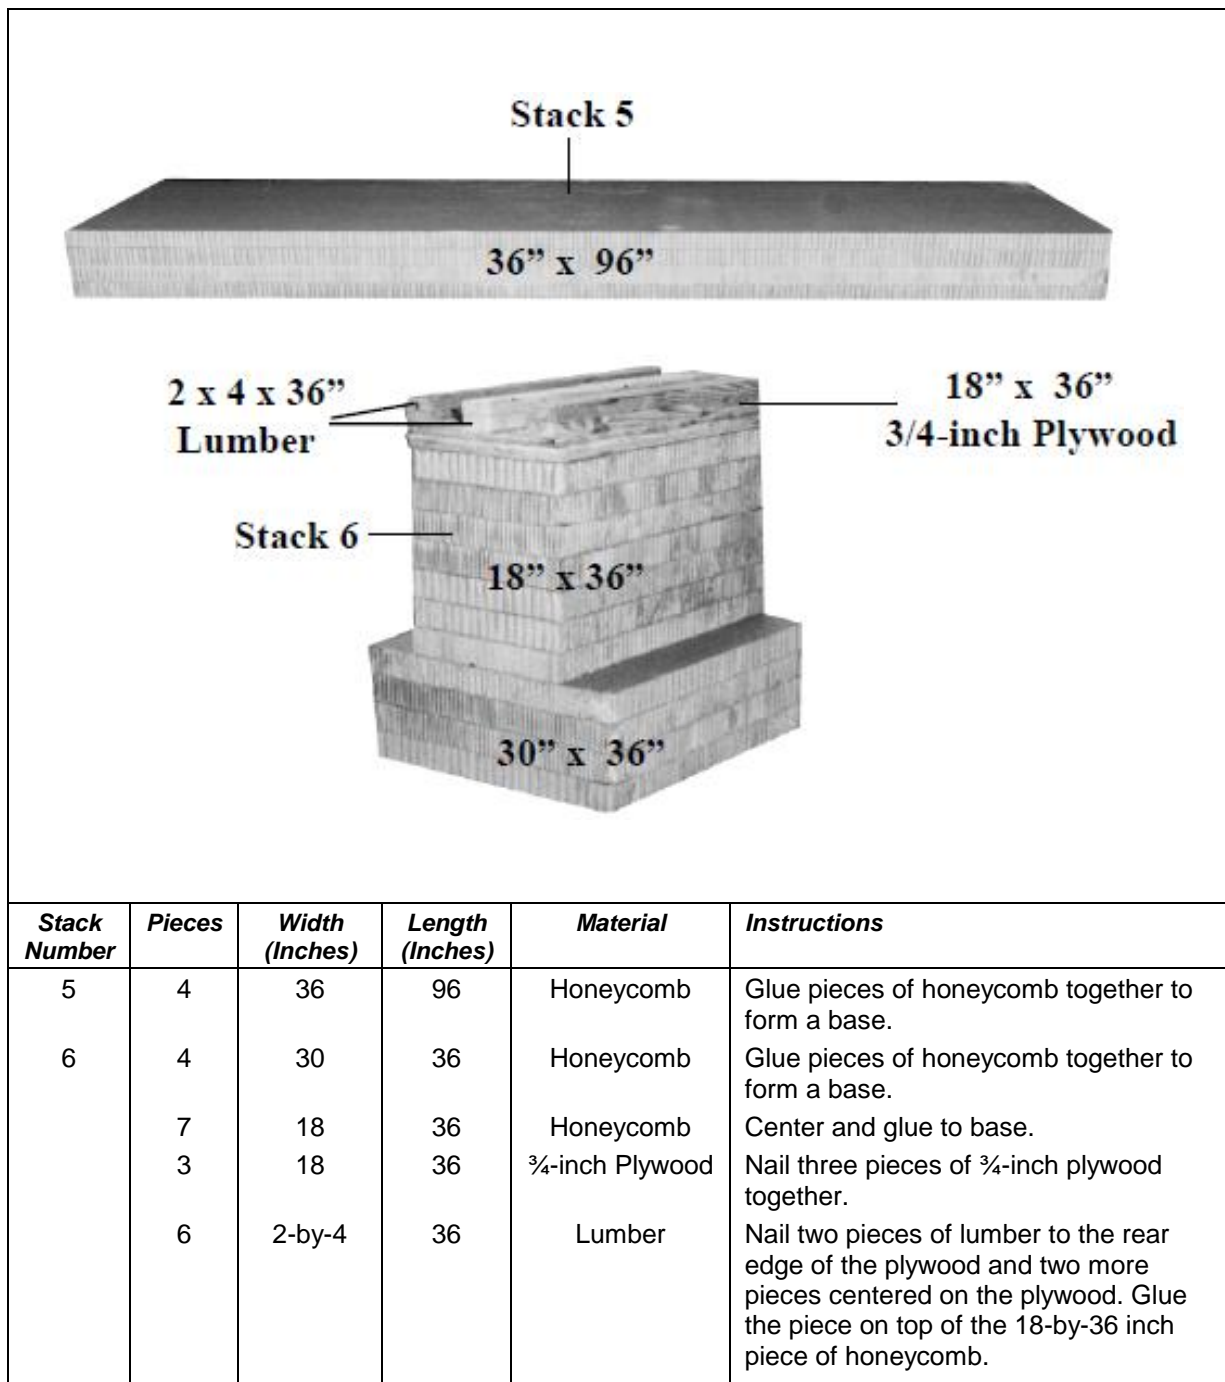 Stack 5
36” x 96”
2 x 4 x 36”
Lumber
18” x 36”
3/4-inch Plywood
Stack 6
18” x 36”
30” x 36”
Stack Number Pieces Width (Inches) Length (Inches) Material Instructions
5 4 36 96 Honeycomb Glue pieces of honeycomb together to
form a base.
6 4 30 36 Honeycomb Glue pieces of honeycomb together to
form a base.
7 18 36 Honeycomb Center and glue to base.
3 18 36 ¾-inch Plywood Nail three pieces of ¾-inch plywood
together.
6 2-by-4 36 Lumber Nail two pieces of lumber to the rear
edge of the plywood and two more
pieces centered on the plywood. Glue
the piece on top of the 18-by-36 inch
piece of honeycomb.